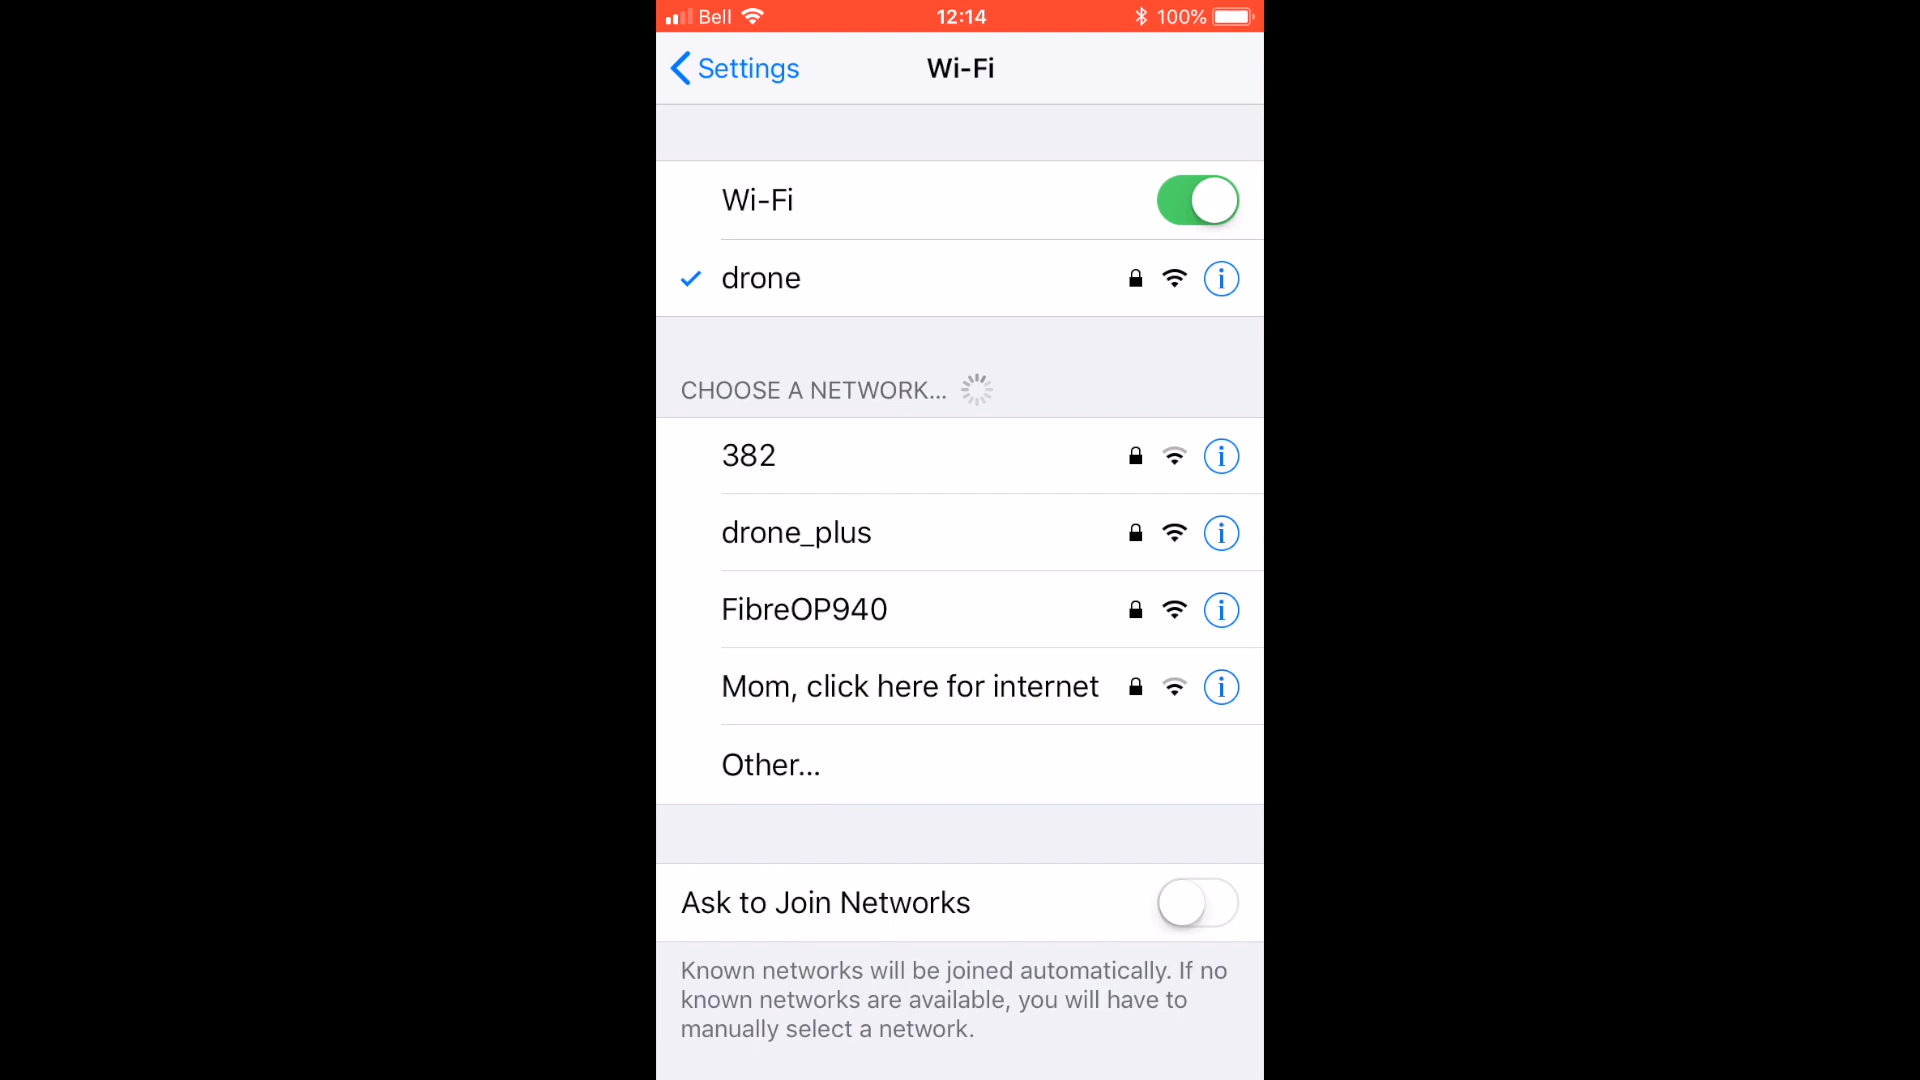 Bell 12:14 100%
Settings Wi-Fi
Wi-Fi
drone
CHOOSE A NETWORK...
382
drone_plus
FibreOP940
Mom, click here for internet
Other...
Ask to Join Networks
Known networks will be joined automatically. If no
known networks are available, you will have to
manually select a network.